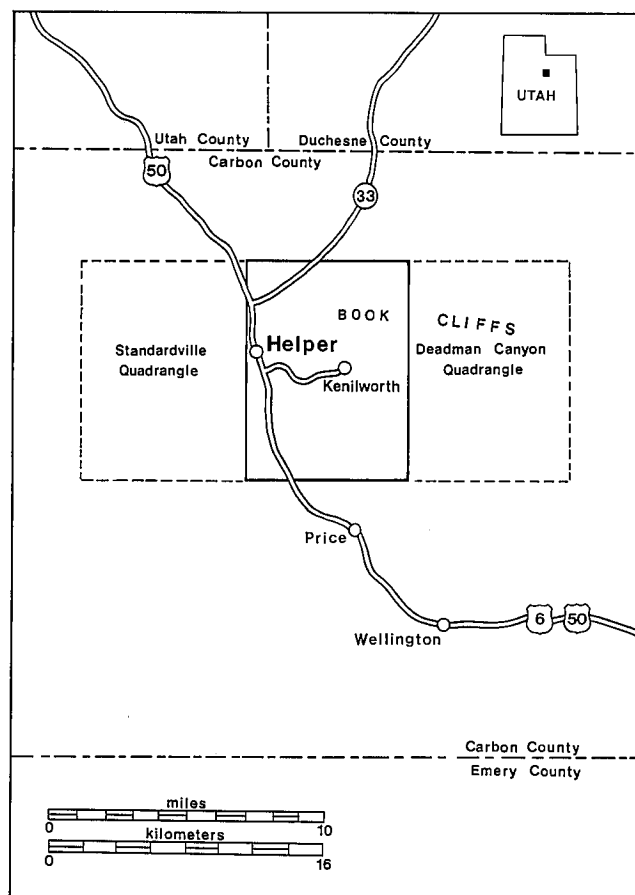 UTAH
Utah County
Duchesne County
Carbon County
50
33
BOOK
CLIFFS
Helper
Standardville
Quadrangle
Deadman Canyon
Quadrangle
Kenilworth
Price
Wellington
6
50
Carbon County
Emery County
miles
0
10
kilometers
0
16